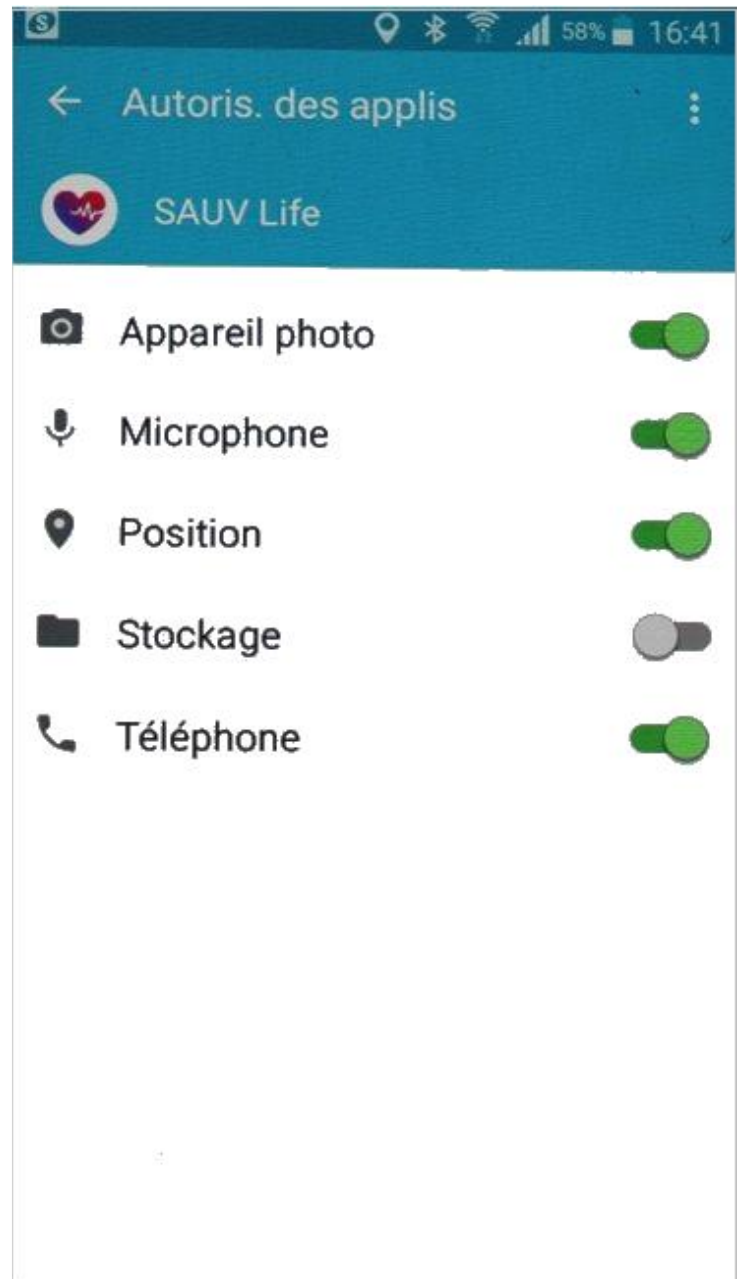 S
58% 16:41
Autoris. des applis
SAUV Life
Appareil photo
Microphone
Position
Stockage
Téléphone